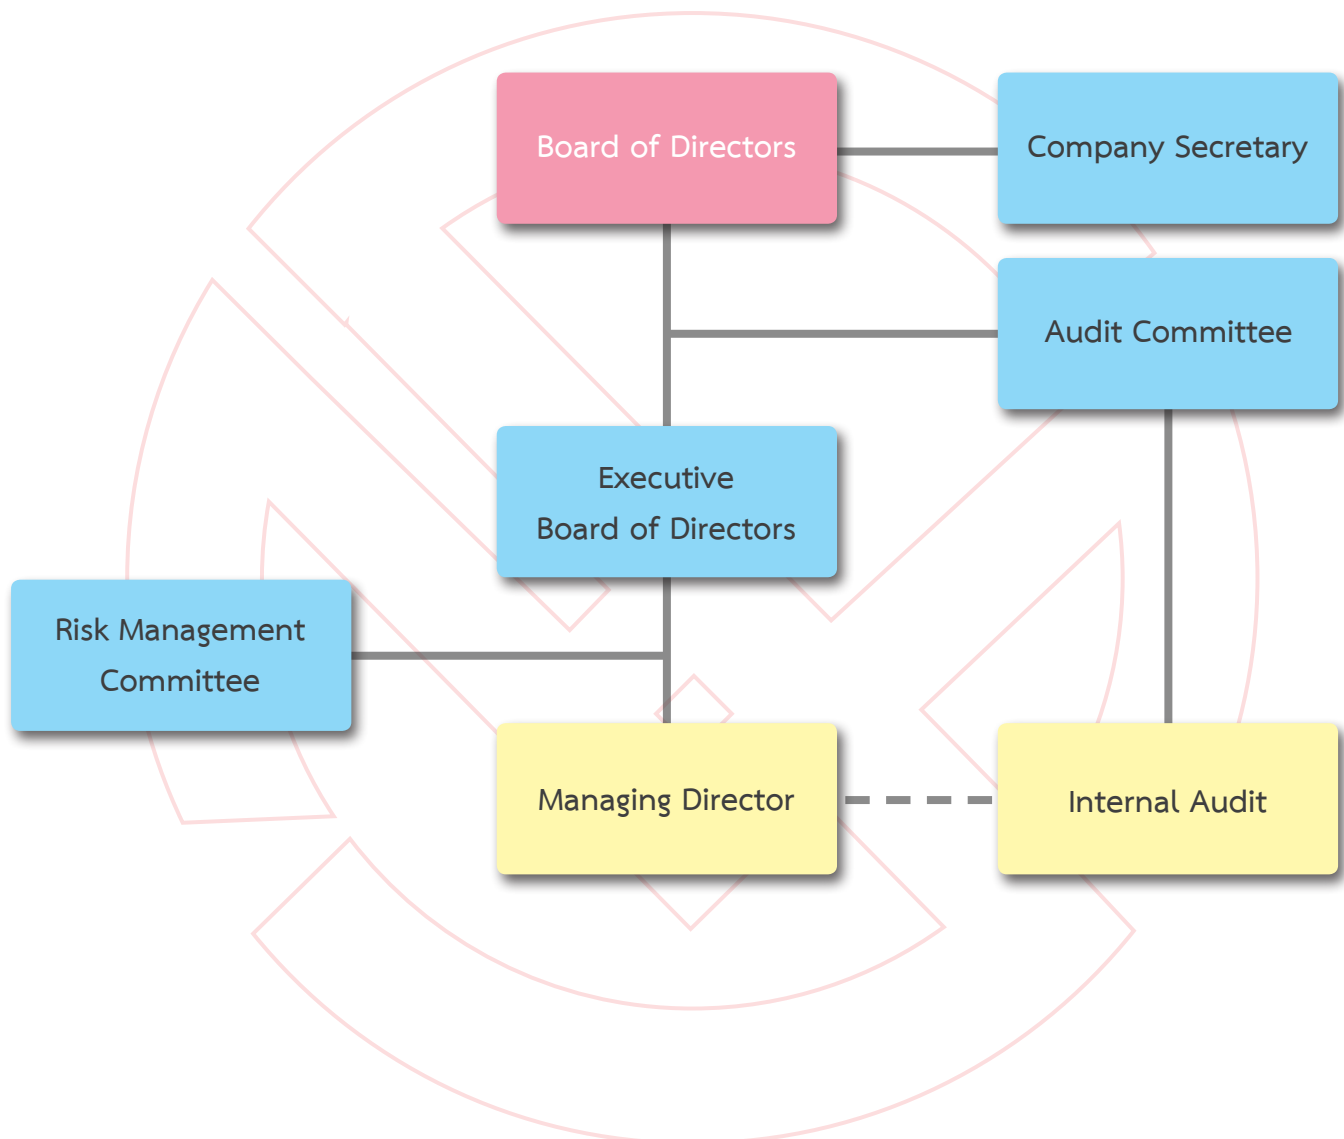 Board of Directors
Company Secretary
Audit Committee
Executive
Board of Directors
Risk Management
Committee
Managing Director
Internal Audit